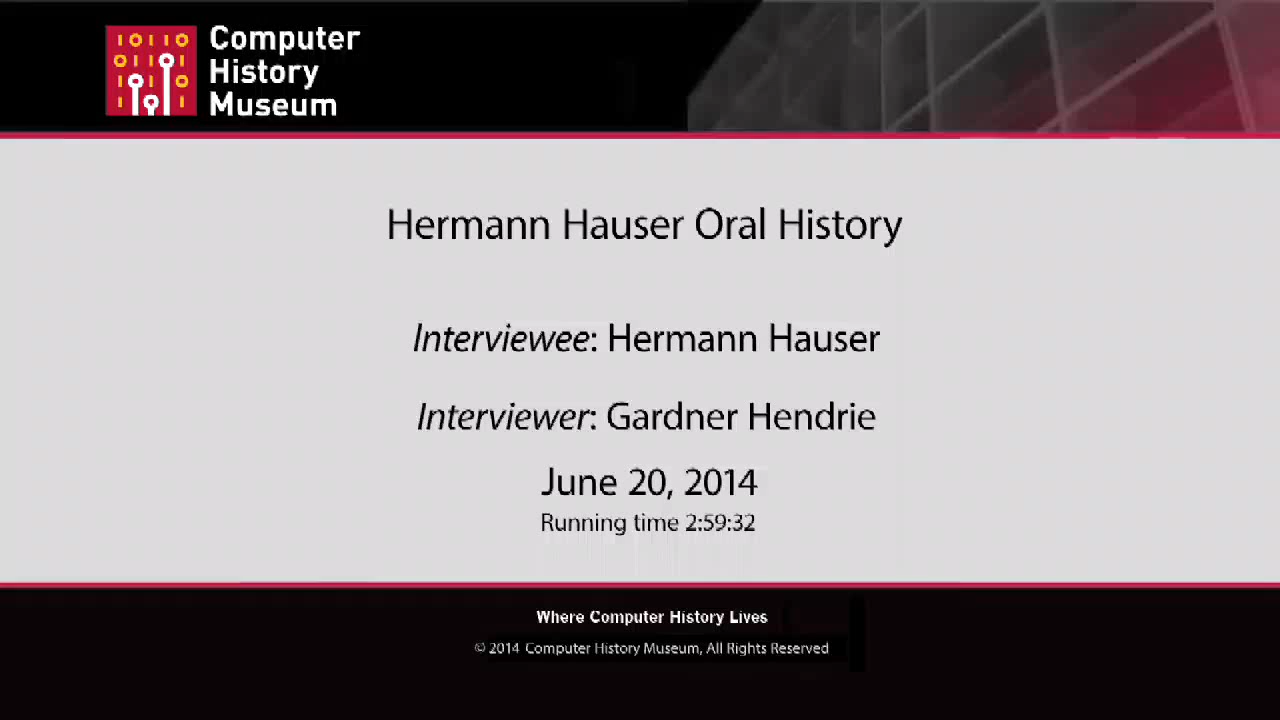 Computer
History
Museum
Hermann Hauser Oral History
Interviewee: Hermann Hauser
Interviewer: Gardner Hendrie
June 20, 2014
Running time 2:59:32
Where Computer History Lives
© 2014 Computer History Museum, All Rights Reserved